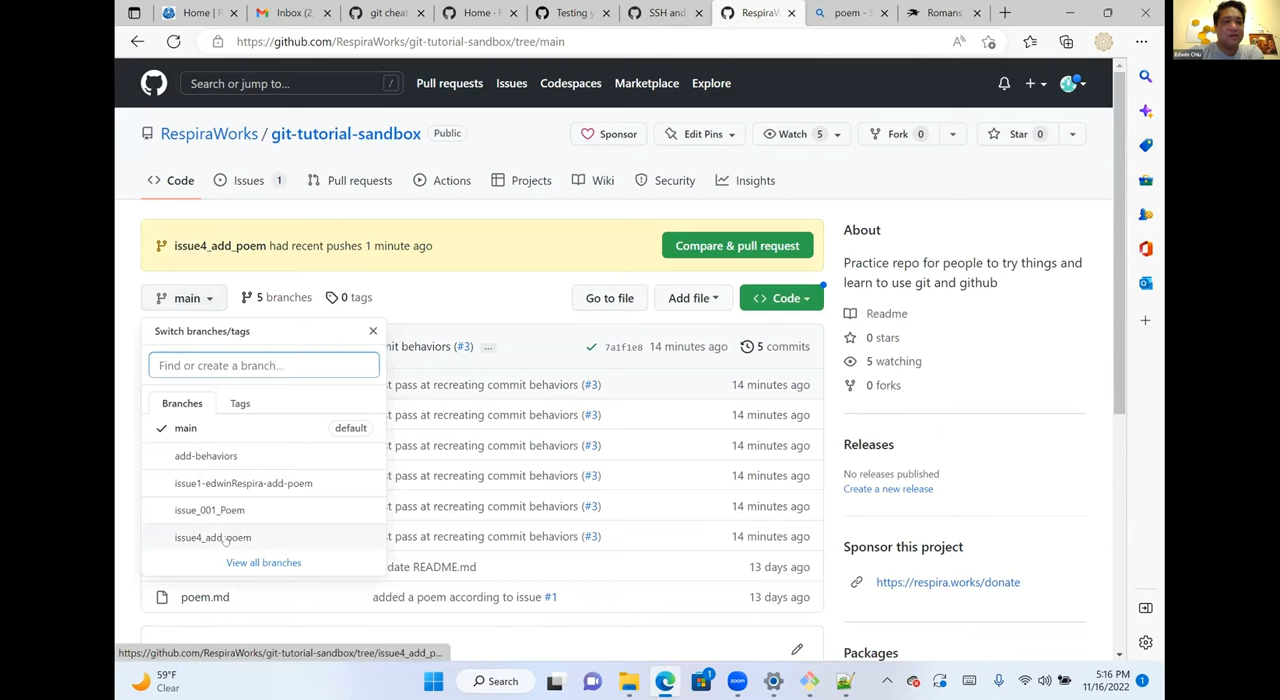 Home |
Inbox (2,
git chea
Home ·
Testing y
SSH and
RespiraW
poem - S
Romans
https://github.com/RespiraWorks/git-tutorial-sandbox/tree/main
Edwin Chiu
Search or jump to...
/
Pull requests
Issues
Codespaces
Marketplace
Explore
RespiraWorks / git-tutorial-sandbox
Public
Sponsor
Edit Pins
Watch 5
Fork 0
Star 0
Code
Issues 1
Pull requests
Actions
Projects
Wiki
Security
Insights
issue4_add_poem had recent pushes 1 minute ago
Compare & pull request
main
5 branches
0 tags
Go to file
Add file
Code
Switch branches/tags
Find or create a branch...
Branches
Tags
main
default
add-behaviors
issue1-edwinRespira-add-poem
issue_001_Poem
issue4_add_poem
View all branches
mit behaviors (#3) ...
7a1f1e8 14 minutes ago
5 commits
st pass at recreating commit behaviors (#3)
14 minutes ago
st pass at recreating commit behaviors (#3)
14 minutes ago
st pass at recreating commit behaviors (#3)
14 minutes ago
st pass at recreating commit behaviors (#3)
14 minutes ago
st pass at recreating commit behaviors (#3)
14 minutes ago
st pass at recreating commit behaviors (#3)
14 minutes ago
date README.md
13 days ago
poem.md
added a poem according to issue #1
13 days ago
About
Practice repo for people to try things and
learn to use git and github
Readme
0 stars
5 watching
0 forks
Releases
No releases published
Create a new release
Sponsor this project
https://respira.works/donate
Packages
https://github.com/RespiraWorks/git-tutorial-sandbox/tree/issue4_add_p...
59°F
Clear
Search
1
zoom
5:16 PM
11/16/2022
1